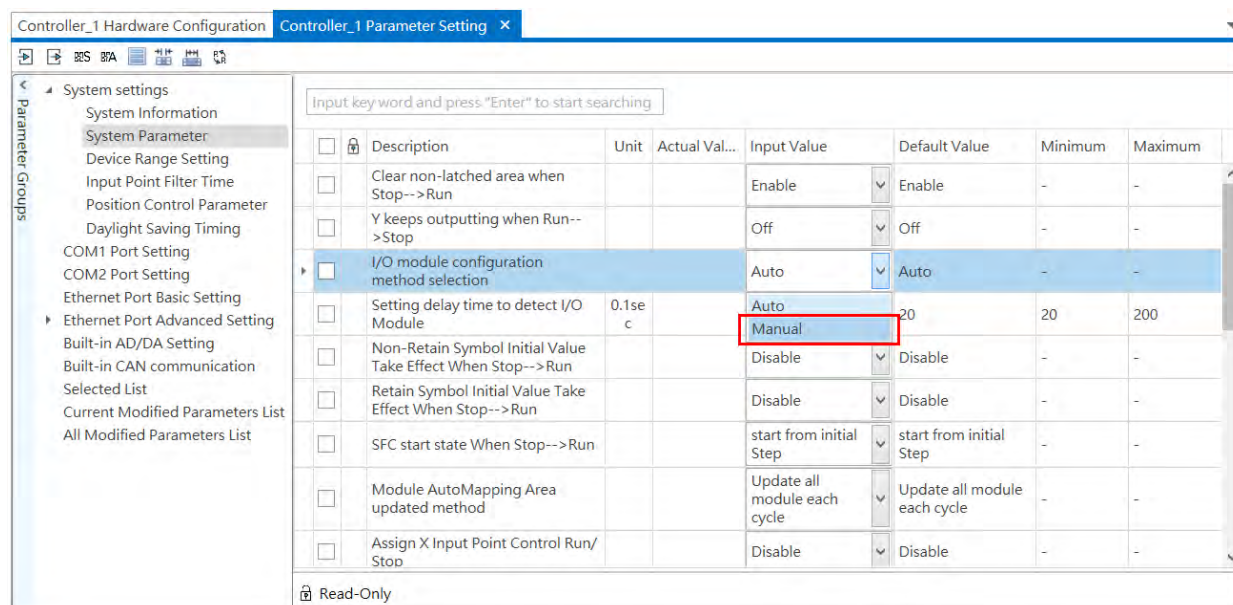 Controller_1 Hardware Configuration Controller_1 Parameter Setting ×
Parameter Groups
System settings
System Information
System Parameter
Device Range Setting
Input Point Filter Time
Position Control Parameter
Daylight Saving Timing
COM1 Port Setting
COM2 Port Setting
Ethernet Port Basic Setting
Ethernet Port Advanced Setting
Built-in AD/DA Setting
Built-in CAN communication
Selected List
Current Modified Parameters List
All Modified Parameters List
Input key word and press "Enter" to start searching
Description Unit Actual Val... Input Value Default Value Minimum Maximum
Clear non-latched area when
Stop-->Run
Enable Enable - -
Y keeps outputting when Run--
>Stop
Off Off - -
I/O module configuration
method selection
Auto Auto - -
Setting delay time to detect I/O
Module
0.1se
c
Auto
Manual
20 20 200
Non-Retain Symbol Initial Value
Take Effect When Stop-->Run
Disable Disable - -
Retain Symbol Initial Value Take
Effect When Stop-->Run
Disable Disable - -
SFC start state When Stop-->Run
start from initial
Step
start from initial
Step
- -
Module AutoMapping Area
updated method
Update all
module each
cycle
Update all module
each cycle
- -
Assign X Input Point Control Run/
Stop
Disable Disable - -
Read-Only